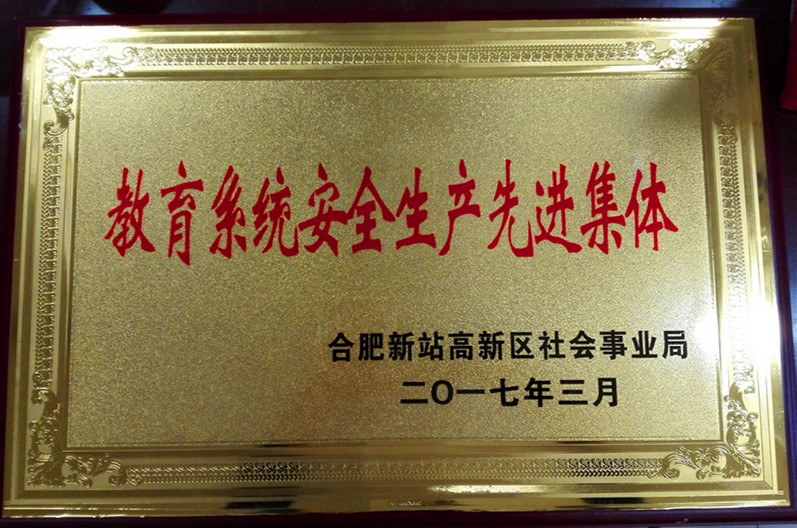 教育系统安全生产先进集体
合肥新站高新区社会事业局
二〇一七年三月